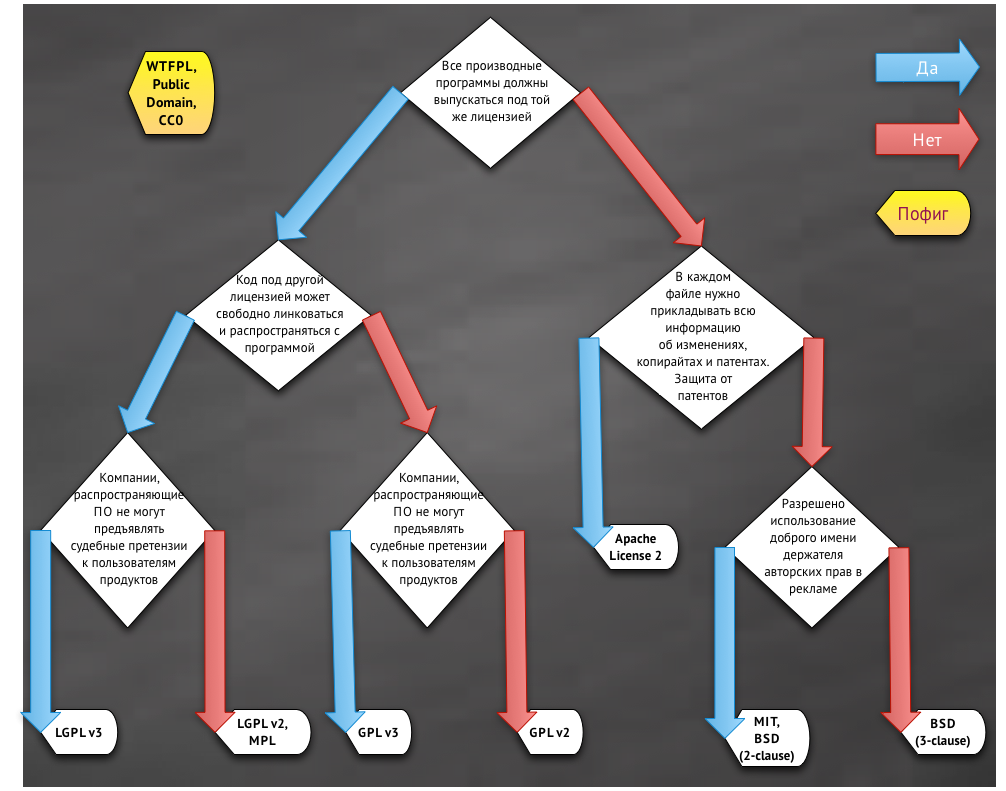 WTFPL,
Public
Domain,
CC0
Все производные
программы должны
выпускаться под той
же лицензией
Да
Нет
Пофиг
Код под другой
лицензией может
свободно линковаться
и распространяться с
программой
В каждом
файле нужно
прикладывать всю
информацию
об изменениях,
копирайтах и патентах.
Защита от
патентов
Компании,
распространяющие
ПО не могут
предъявлять
судебные претензии
к пользователям
продуктов
Компании,
распространяющие
ПО не могут
предъявлять
судебные претензии
к пользователям
продуктов
Apache
License 2
Разрешено
использование
доброго имени
держателя
авторских прав в
рекламе
LGPL v3
LGPL v2,
MPL
GPL v3
GPL v2
MIT,
BSD
(2-clause)
BSD
(3-clause)